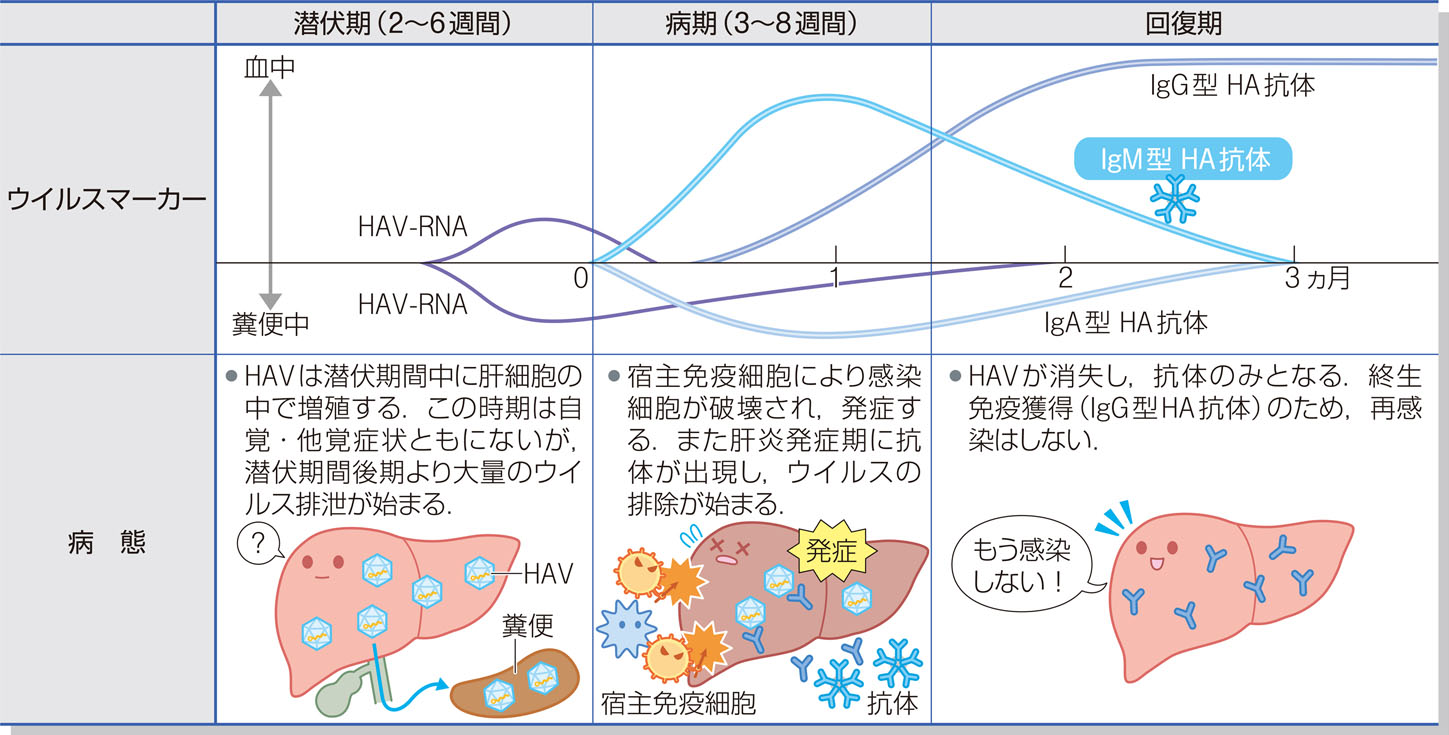 潜伏期（2～6週間）
病期（3～8週間）
回復期
ウイルスマーカー
血中
糞便中
HAV-RNA
HAV-RNA
IgG型 HA抗体
IgM型 HA抗体
IgA型 HA抗体
0
1
2
3ヵ月
病　態
●HAVは潜伏期間中に肝細胞の
中で増殖する．この時期は自
覚・他覚症状ともにないが，
潜伏期間後期より大量のウイ
ルス排泄が始まる．
?
HAV
糞便
●宿主免疫細胞により感染
細胞が破壊され，発症す
る．また肝炎発症期に抗
体が出現し，ウイルスの
排除が始まる．
発症
宿主免疫細胞
抗体
●HAVが消失し，抗体のみとなる．終生
免疫獲得（IgG型HA抗体）のため，再感
染はしない．
もう感染
しない！